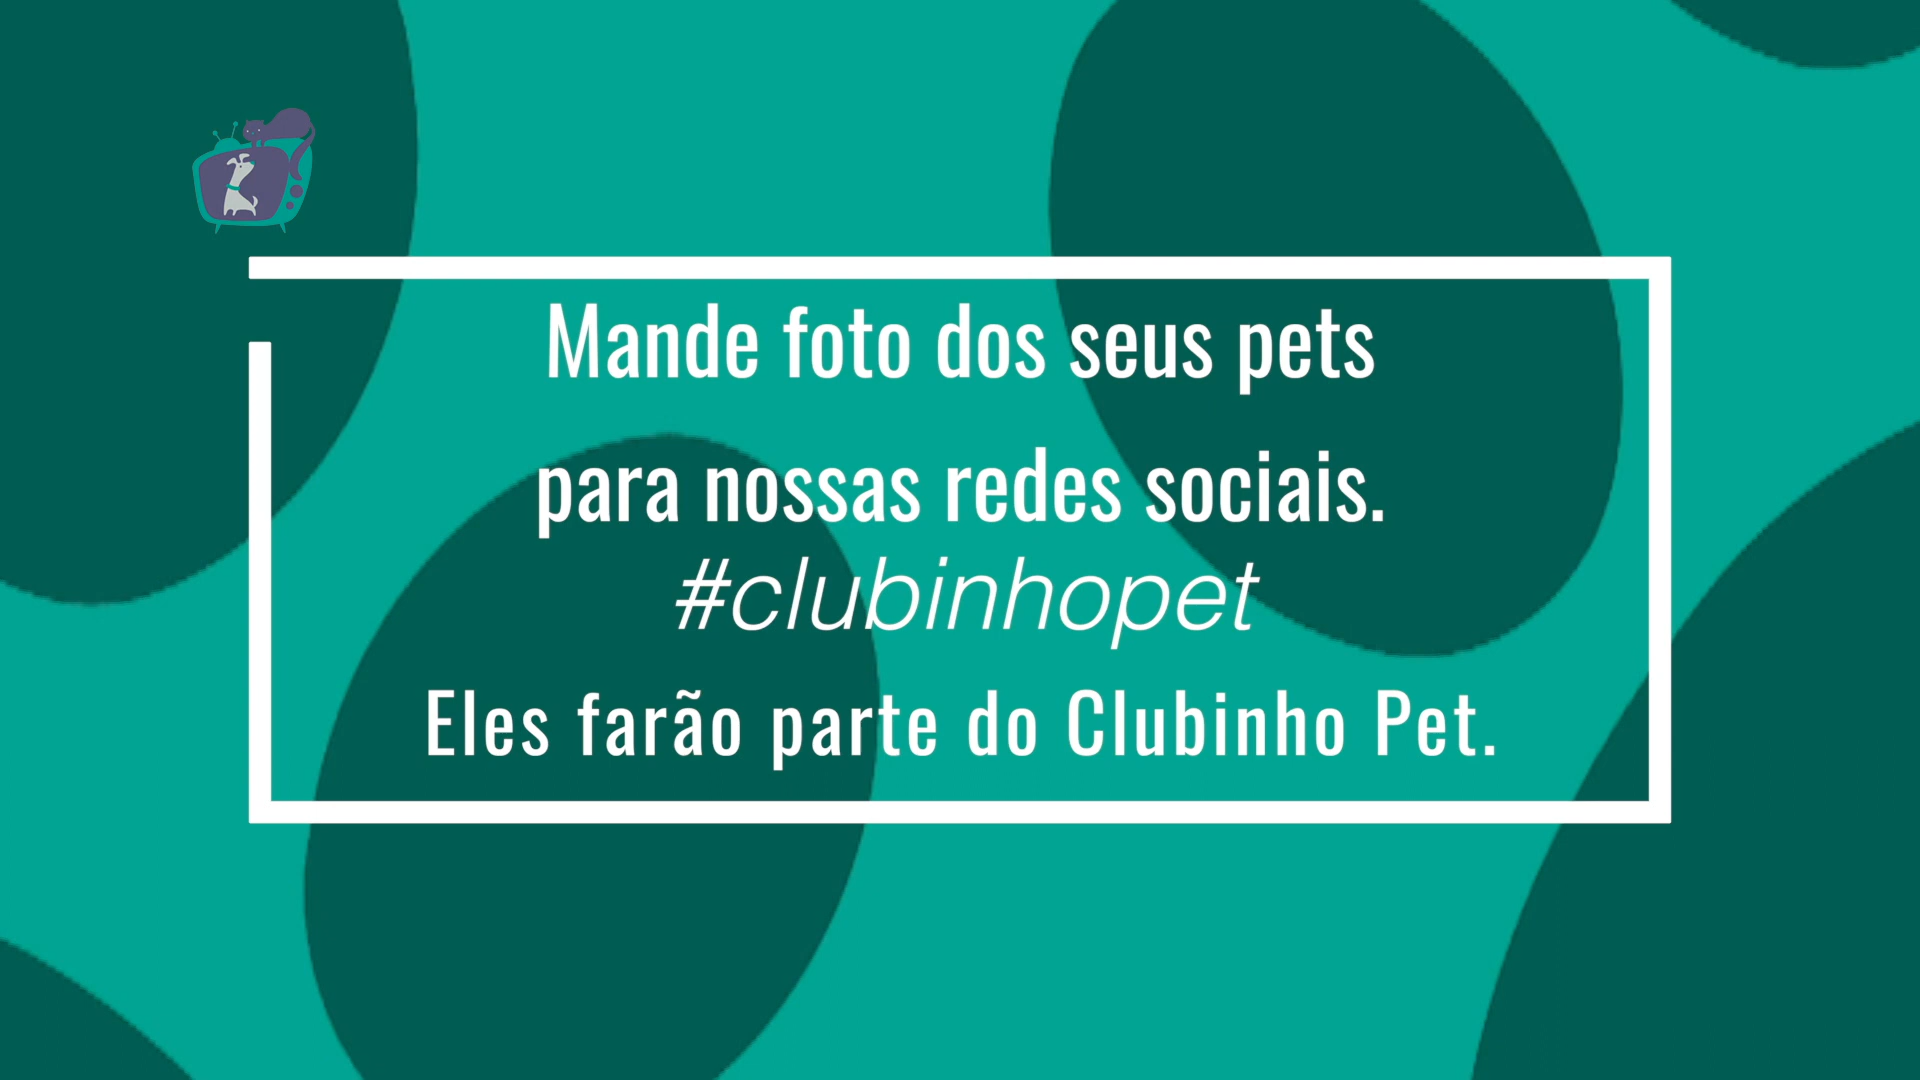 Mande foto dos seus pets
para nossas redes sociais.
#clubinhopet
Eles farão parte do Clubinho Pet.